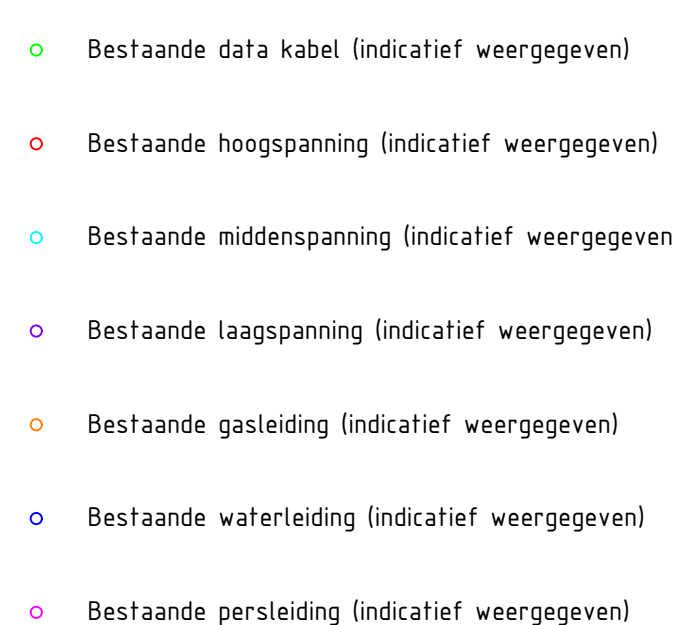 Bestaande data kabel (indicatief weergegeven)
Bestaande hoogspanning (indicatief weergegeven)
Bestaande middenspanning (indicatief weergegeven
Bestaande laagspanning (indicatief weergegeven)
Bestaande gasleiding (indicatief weergegeven)
Bestaande waterleiding (indicatief weergegeven)
Bestaande persleiding (indicatief weergegeven)